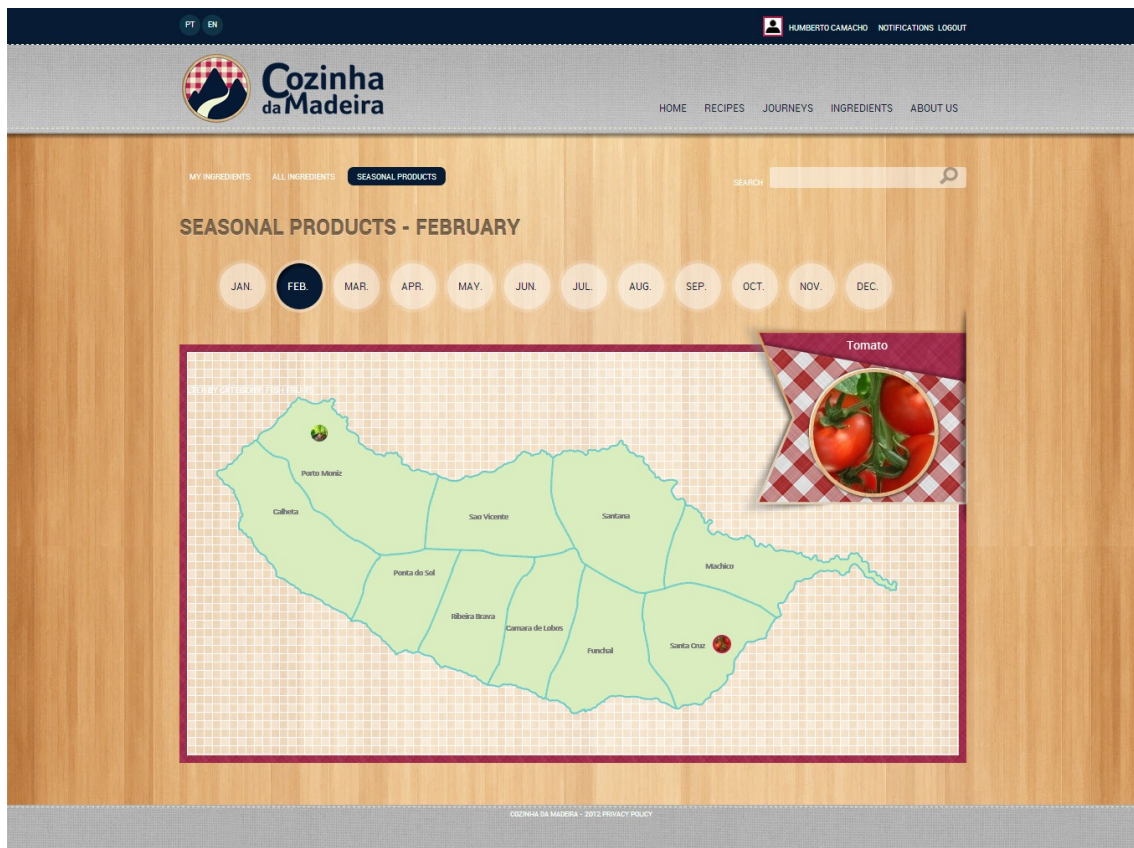 PT EN
HUMBERTO CAMACHO NOTIFICATIONS LOGOUT
Cozinha
da Madeira
HOME RECIPES JOURNEYS INGREDIENTS ABOUT US
MY INGREDIENTS ALL INGREDIENTS SEASONAL PRODUCTS
SEARCH
SEASONAL PRODUCTS - FEBRUARY
JAN. FEB. MAR. APR. MAY. JUN. JUL. AUG. SEP. OCT. NOV. DEC.
Tomato
Porto Moniz
Calheta
Sao Vicente
Santana
Machico
Ponta do Sol
Ribeira Brava
Camara de Lobos
Funchal
Santa Cruz
COZINHA DA MADEIRA - 2012 PRIVACY POLICY